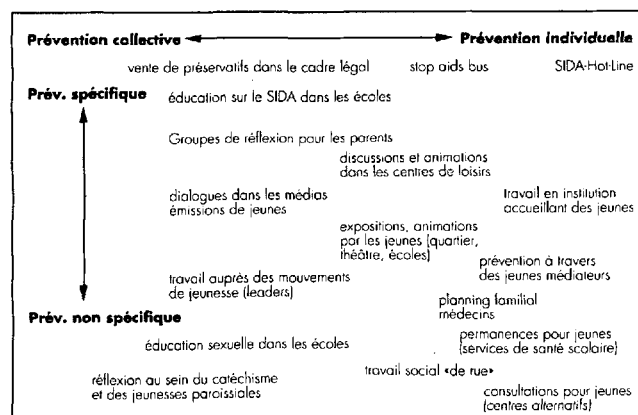 Prévention collective Prévention individuelle
vente de préservatifs dans le cadre légal stop aids bus SIDA-Hot-Line
Prév. spécifique éducation sur le SIDA dans les écoles
Groupes de réflexion pour les parents
discussions et animations
dans les centres de loisirs
dialogues dans les médias
émissions de jeunes
travail en institution
accueillant des jeunes
expositions, animations
par les jeunes (quartier,
théâtre, écoles)
prévention à travers
des jeunes médiateurs
travail auprès des mouvements
de jeunesse (leaders)
planning familial
médecins
Prév. non spécifique
éducation sexuelle dans les écoles
permanences pour jeunes
(services de santé scolaire)
travail social «de rue»
réflexion au sein du catéchisme
et des jeunesses paroissiales
consultations pour jeunes
(centres alternatifs)